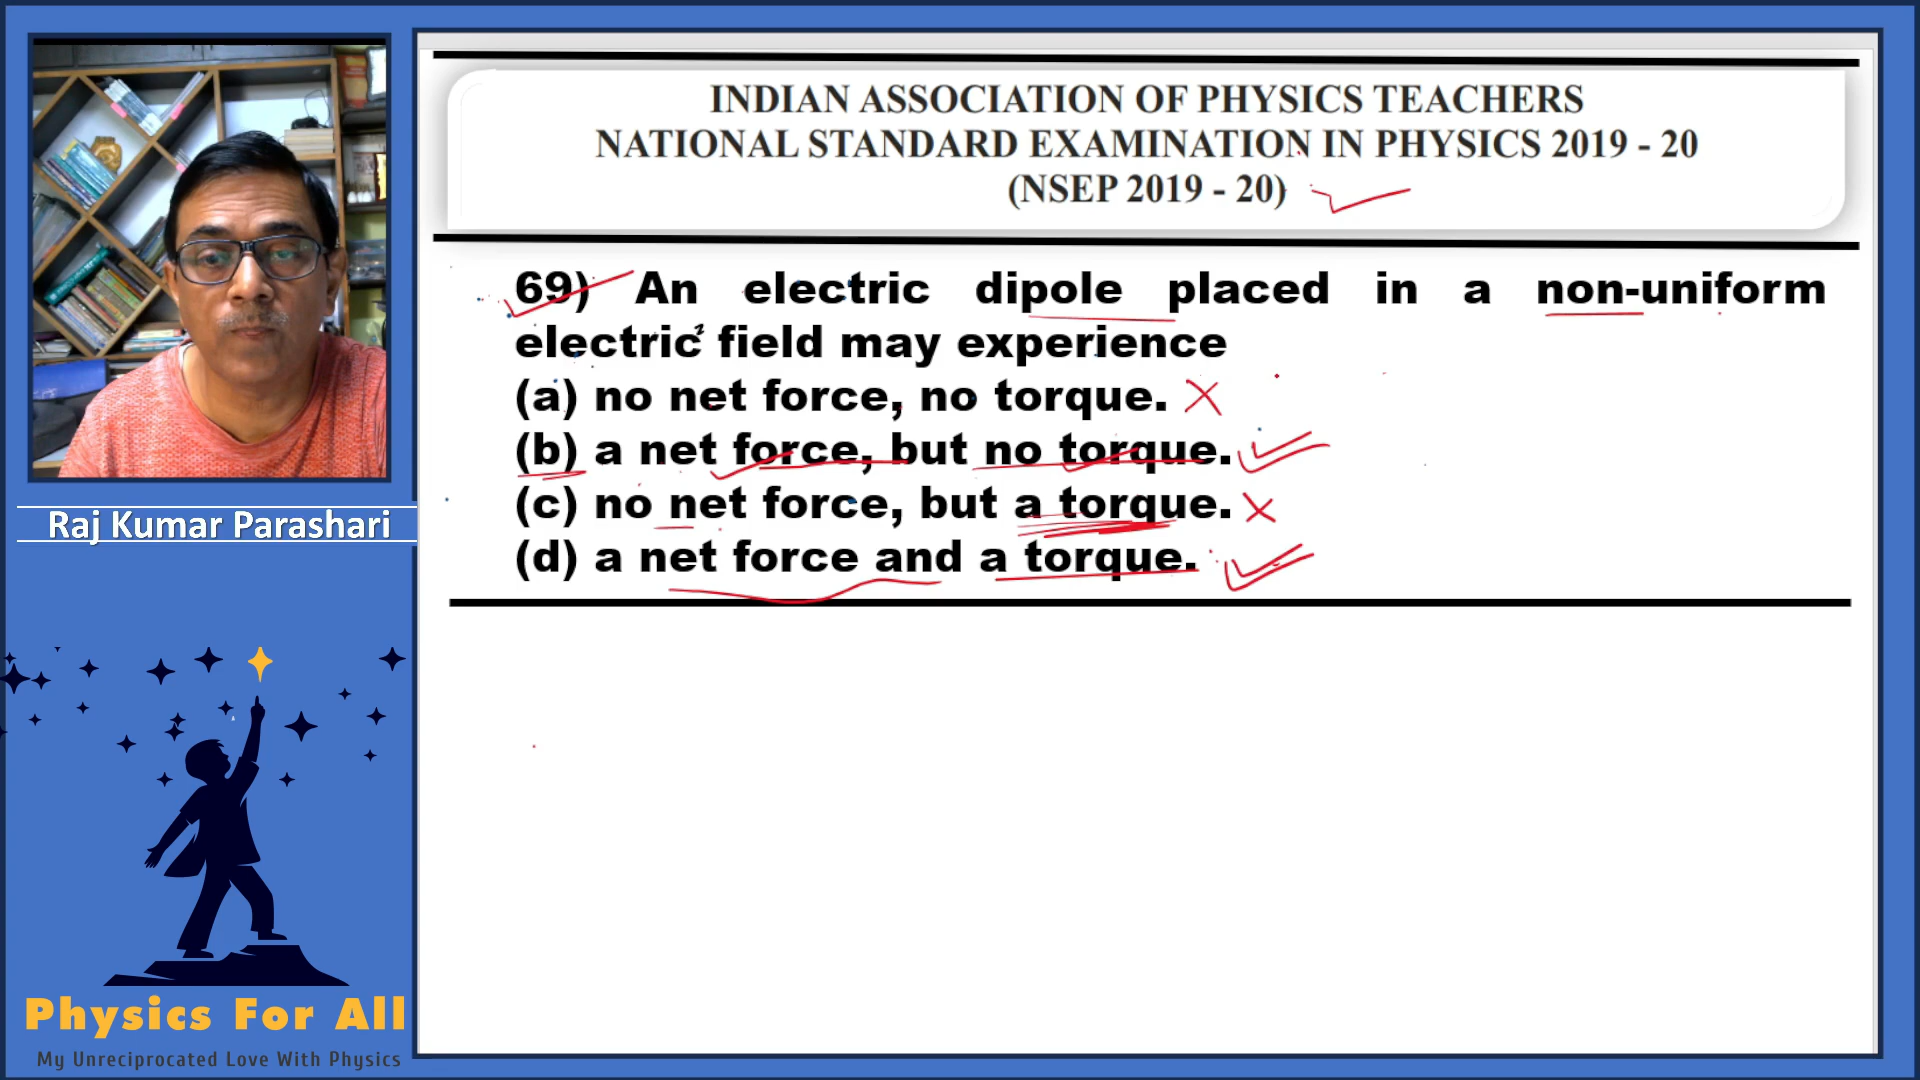 INDIAN ASSOCIATION OF PHYSICS TEACHERS
NATIONAL STANDARD EXAMINATION IN PHYSICS 2019 - 20
(NSEP 2019 - 20)
69) An electric dipole placed in a non-uniform
electric field may experience
(a) no net force, no torque.
(b) a net force, but no torque.
(c) no net force, but a torque.
(d) a net force and a torque.
Raj Kumar Parashari
Physics For All
My Unreciprocated Love With Physics